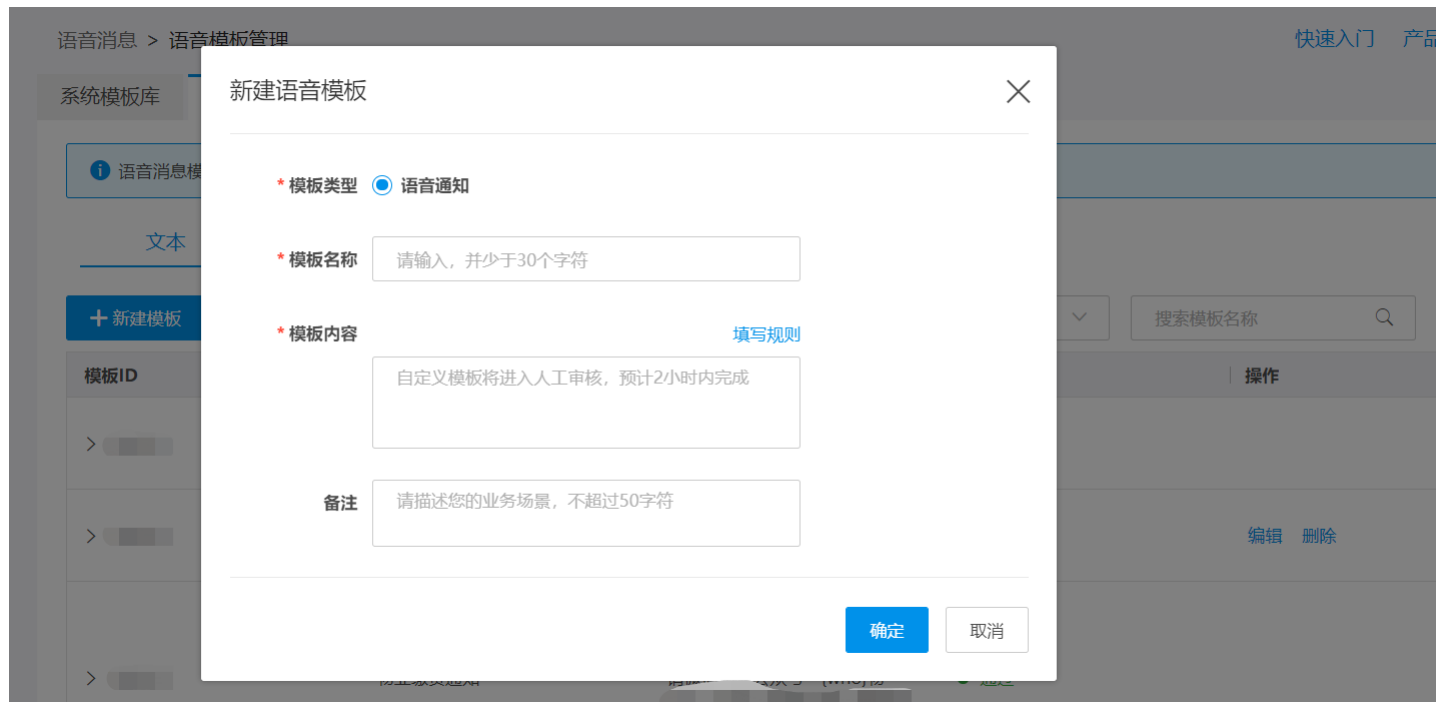 语音消息 > 语音模板管理
快速入门 产品
系统模板库
新建语音模板
语音消息模
* 模板类型 语音通知
文本
* 模板名称 请输入，并少于30个字符
新建模板
搜索模板名称
* 模板内容 填写规则
模板ID
自定义模板将进入人工审核，预计2小时内完成
操作
备注 请描述您的业务场景，不超过50字符
编辑 删除
确定 取消